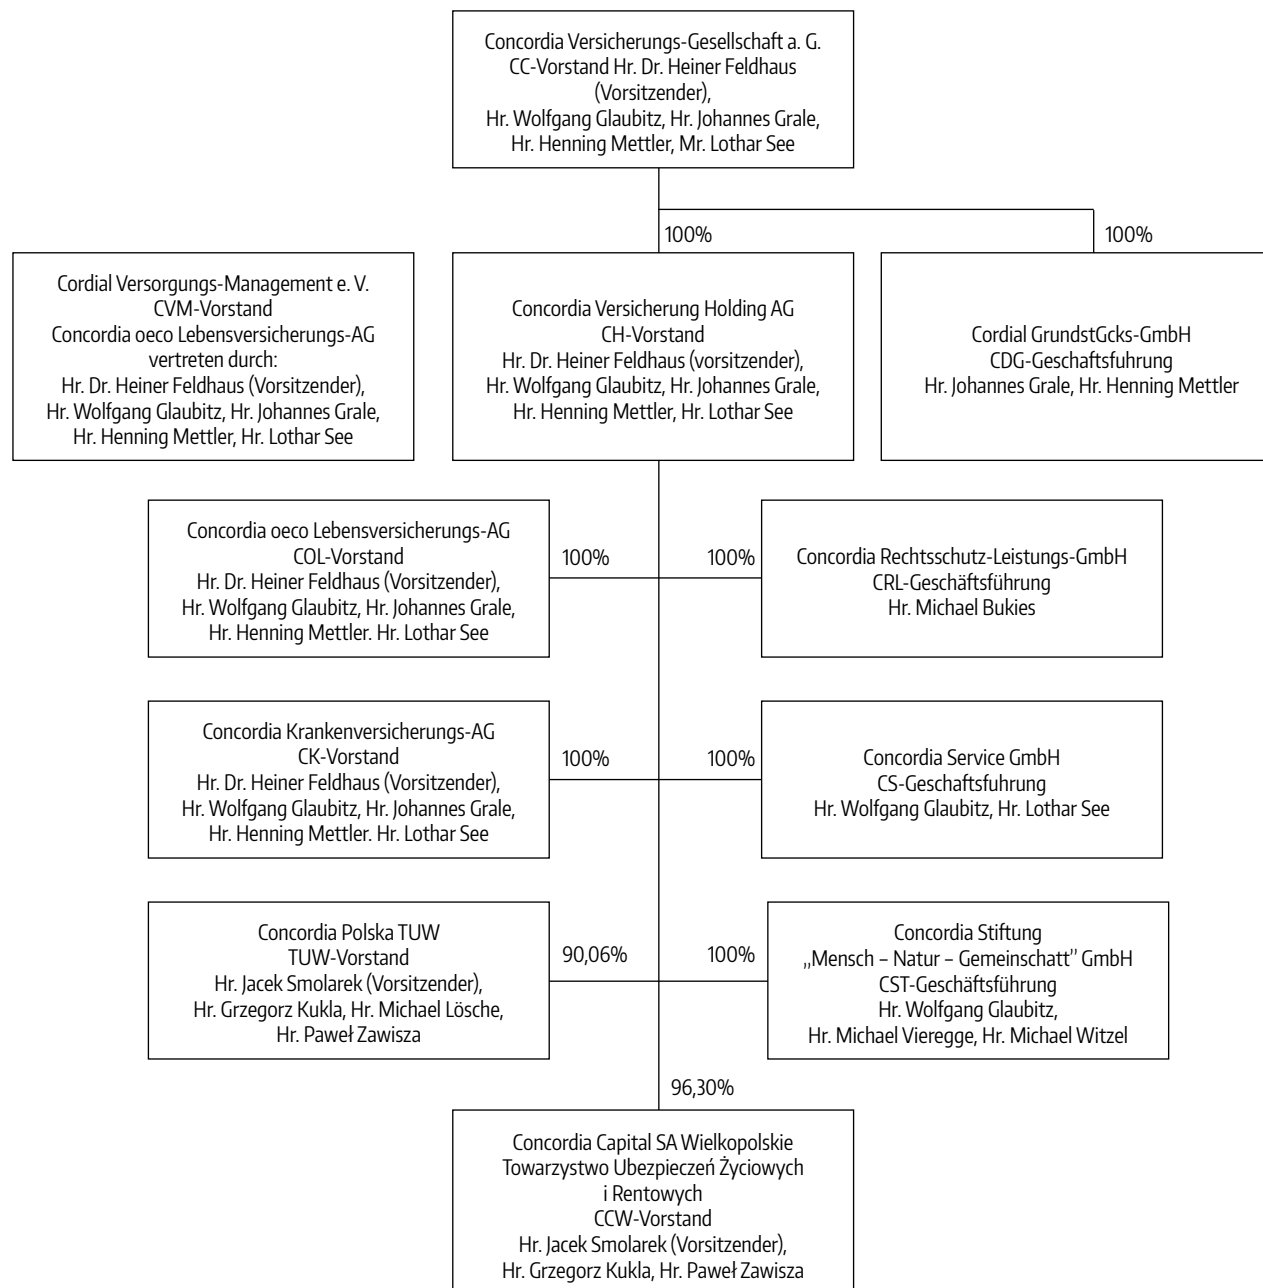 Concordia Versicherungs-Gesellschaft a. G.
CC-Vorstand Hr. Dr. Heiner Feldhaus
(Vorsitzender),
Hr. Wolfgang Glaubitz, Hr. Johannes Grale,
Hr. Henning Mettler, Mr. Lothar See
100%
100%
Cordial Versorgungs-Management e. V.
CVM-Vorstand
Concordia oeco Lebensversicherungs-AG
vertreten durch:
Hr. Dr. Heiner Feldhaus (Vorsitzender),
Hr. Wolfgang Glaubitz, Hr. Johannes Grale,
Hr. Henning Mettler, Hr. Lothar See
Concordia Versicherung Holding AG
CH-Vorstand
Hr. Dr. Heiner Feldhaus (vorsitzender),
Hr. Wolfgang Glaubitz, Hr. Johannes Grale,
Hr. Henning Mettler, Hr. Lothar See
Cordial GrundstGcks-GmbH
CDG-Geschaftsfuhrung
Hr. Johannes Grale, Hr. Henning Mettler
Concordia oeco Lebensversicherungs-AG
COL-Vorstand
Hr. Dr. Heiner Feldhaus (Vorsitzender),
Hr. Wolfgang Glaubitz, Hr. Johannes Grale,
Hr. Henning Mettler. Hr. Lothar See
100%
100%
Concordia Rechtsschutz-Leistungs-GmbH
CRL-Geschäftsführung
Hr. Michael Bukies
Concordia Krankenversicherungs-AG
CK-Vorstand
Hr. Dr. Heiner Feldhaus (Vorsitzender),
Hr. Wolfgang Glaubitz, Hr. Johannes Grale,
Hr. Henning Mettler. Hr. Lothar See
100%
100%
Concordia Service GmbH
CS-Geschaftsfuhrung
Hr. Wolfgang Glaubitz, Hr. Lothar See
Concordia Polska TUW
TUW-Vorstand
Hr. Jacek Smolarek (Vorsitzender),
Hr. Grzegorz Kukla, Hr. Michael Lösche,
Hr. Paweł Zawisza
90,06%
100%
Concordia Stiftung
„Mensch – Natur – Gemeinschatt” GmbH
CST-Geschäftsführung
Hr. Wolfgang Glaubitz,
Hr. Michael Vieregge, Hr. Michael Witzel
96,30%
Concordia Capital SA Wielkopolskie
Towarzystwo Ubezpieczeń Życiowych
i Rentowych
CCW-Vorstand
Hr. Jacek Smolarek (Vorsitzender),
Hr. Grzegorz Kukla, Hr. Paweł Zawisza